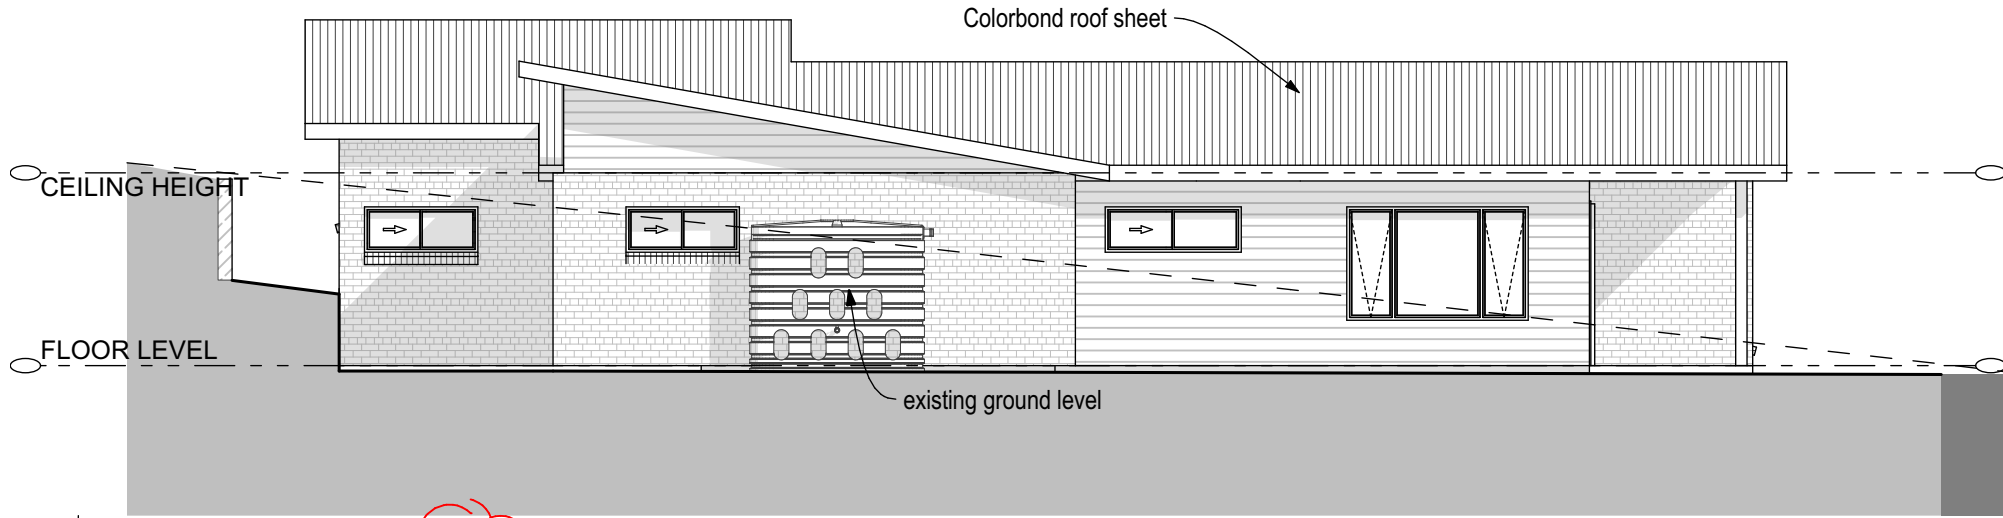 Colorbond roof sheet
CEILING HEIGHT
FLOOR LEVEL
existing ground level